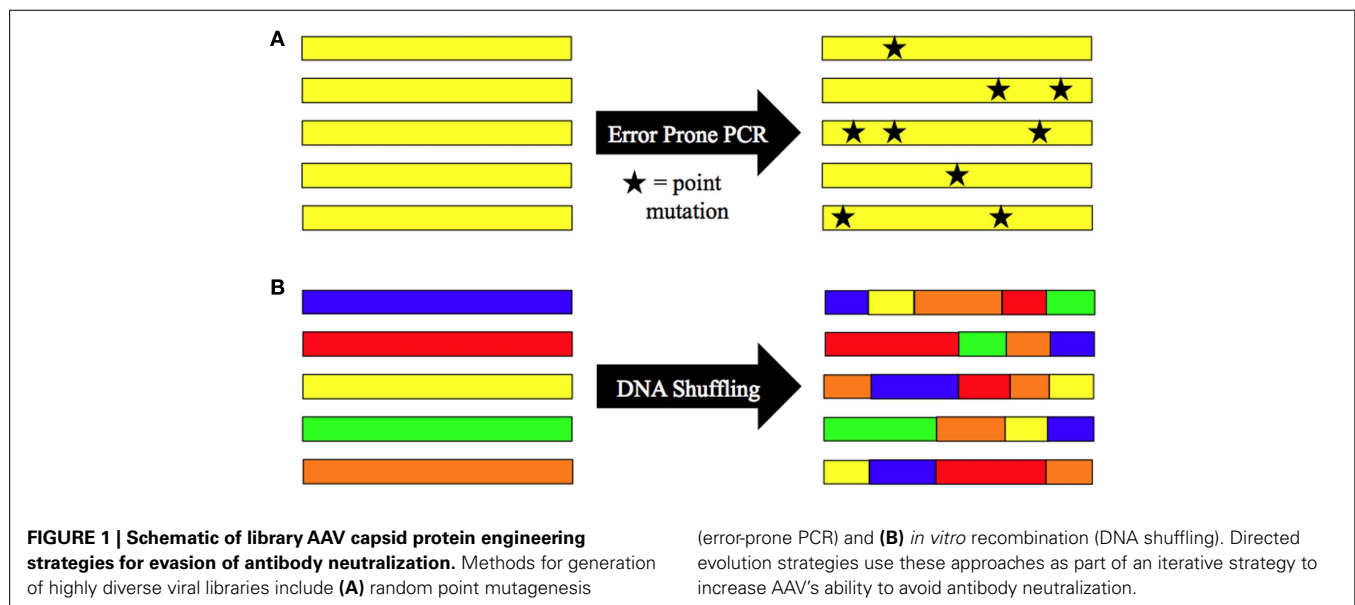 A
Error Prone PCR
★ = point
mutation
B
DNA Shuffling
FIGURE 1 | Schematic of library AAV capsid protein engineering
strategies for evasion of antibody neutralization. Methods for generation
of highly diverse viral libraries include (A) random point mutagenesis
(error-prone PCR) and (B) in vitro recombination (DNA shuffling). Directed
evolution strategies use these approaches as part of an iterative strategy to
increase AAV's ability to avoid antibody neutralization.